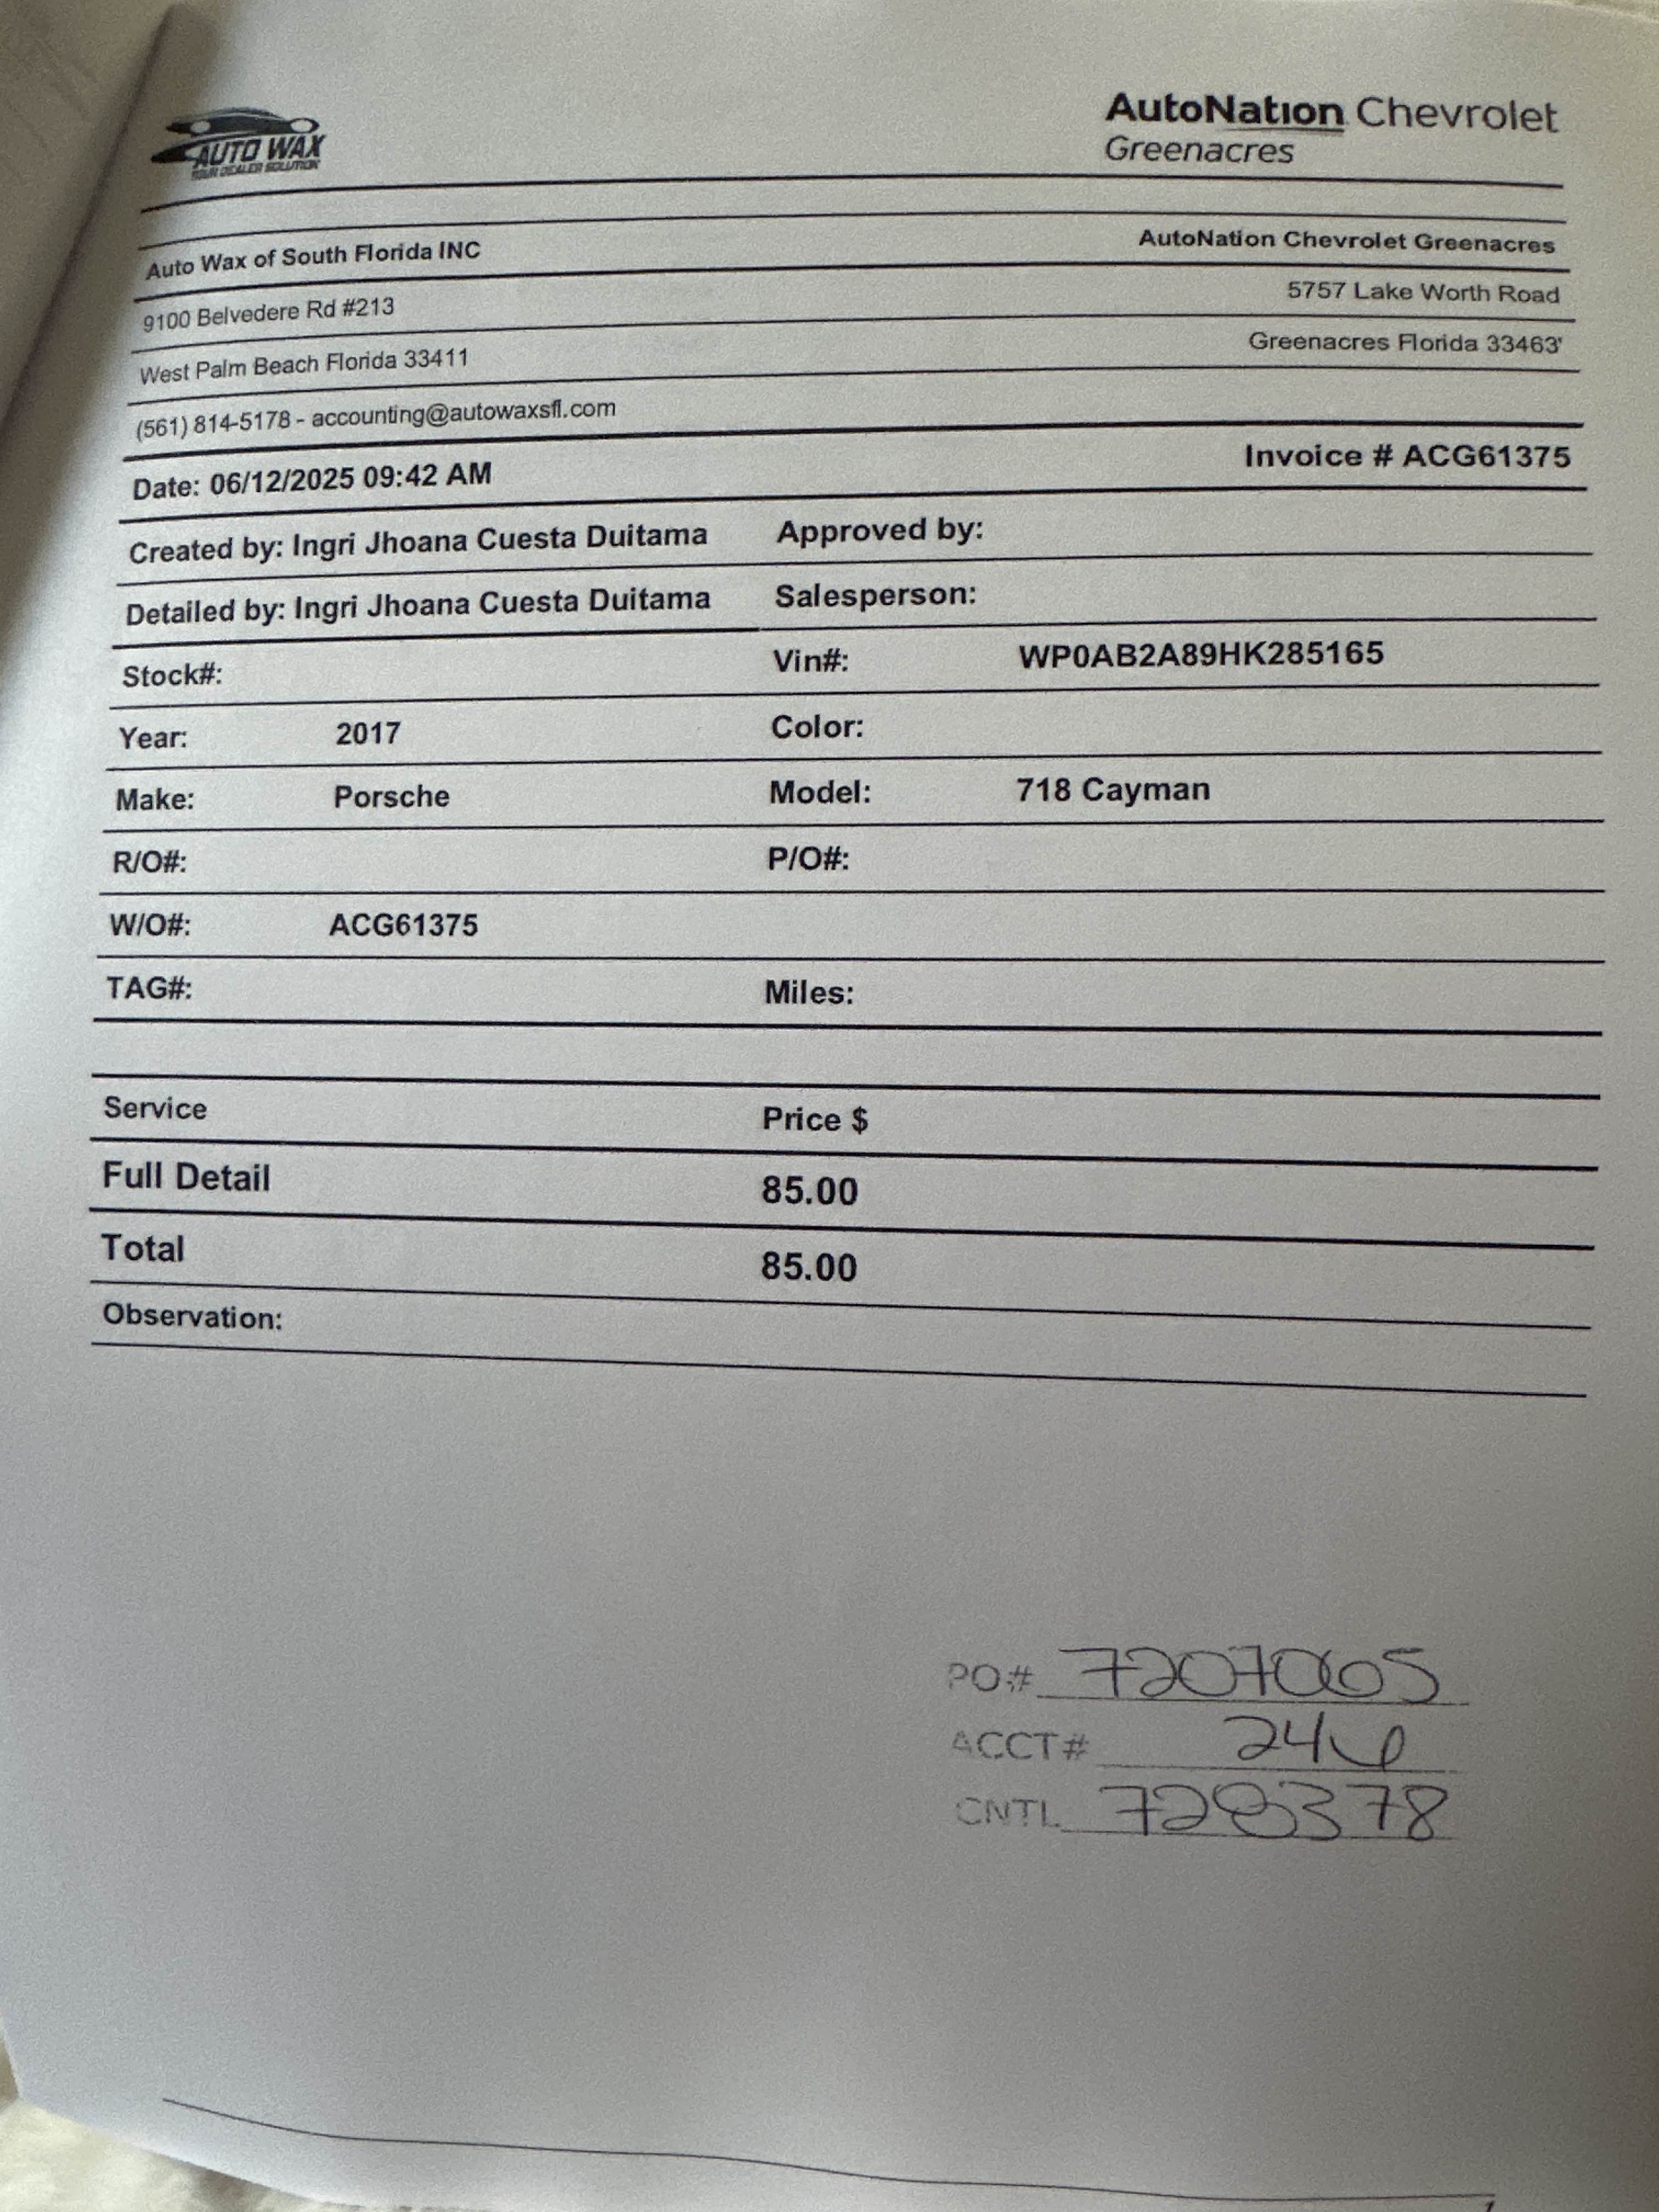 AUTO WAX
YOUR DEALER SOLUTION
AutoNation Chevrolet
Greenacres
Auto Wax of South Florida INC
AutoNation Chevrolet Greenacres
9100 Belvedere Rd #213
5757 Lake Worth Road
West Palm Beach Florida 33411
Greenacres Florida 33463'
(561) 814-5178 - accounting@autowaxsfl.com
Date: 06/12/2025 09:42 AM
Invoice # ACG61375
Created by: Ingri Jhoana Cuesta Duitama Approved by:
Detailed by: Ingri Jhoana Cuesta Duitama Salesperson:
Stock#: Vin#: WP0AB2A89HK285165
Year: 2017 Color:
Make: Porsche Model: 718 Cayman
R/O#: P/O#:
W/O#: ACG61375
TAG#: Miles:
Service Price $
Full Detail 85.00
Total 85.00
Observation:
PO# 7207065
ACCT# 246
CNTL 728378